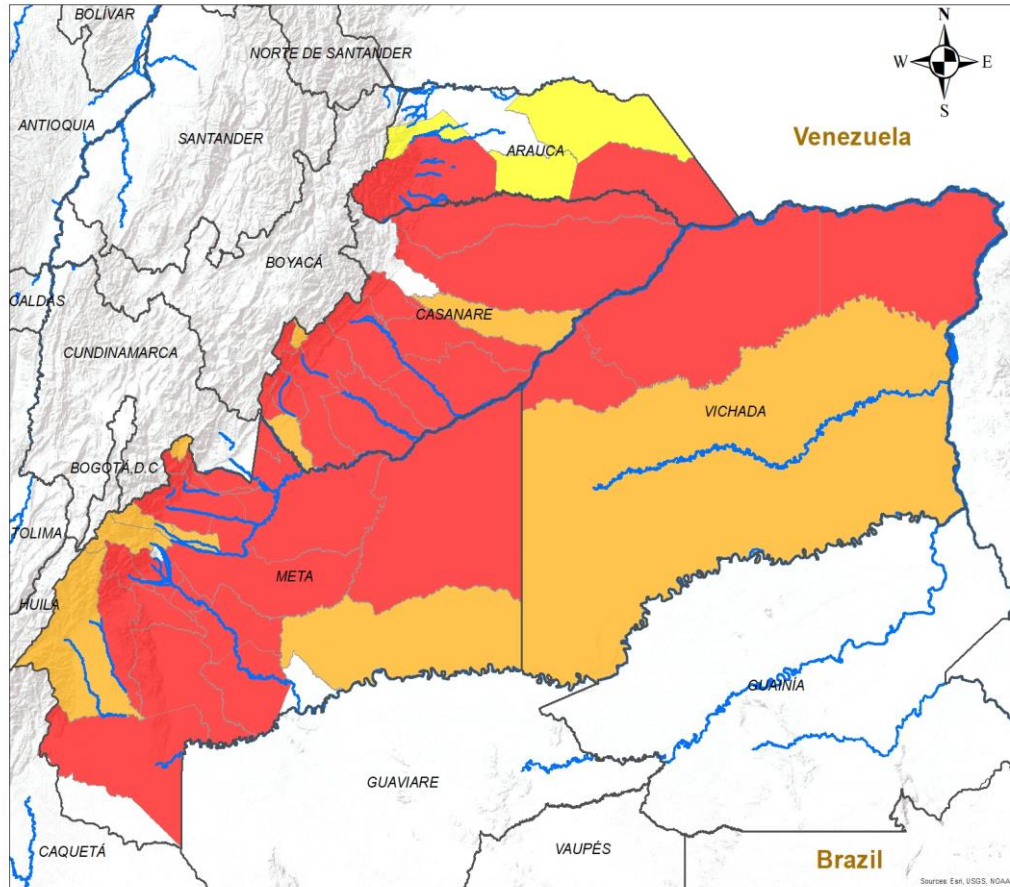 BOLÍVAR
N
NORTE DE SANTANDER
W
E
S
ANTIOQUIA
SANTANDER
Venezuela
ARAUCA
BOYACÁ
CALDAS
CASANARE
CUNDINAMARCA
VICHADA
BOGOTÁ, D.C
TOLIMA
META
HUILA
GUAINÍA
GUAVIARE
CAQUETÁ
VAUPÉS
Brazil
Sources: Esri, USGS, NOAA